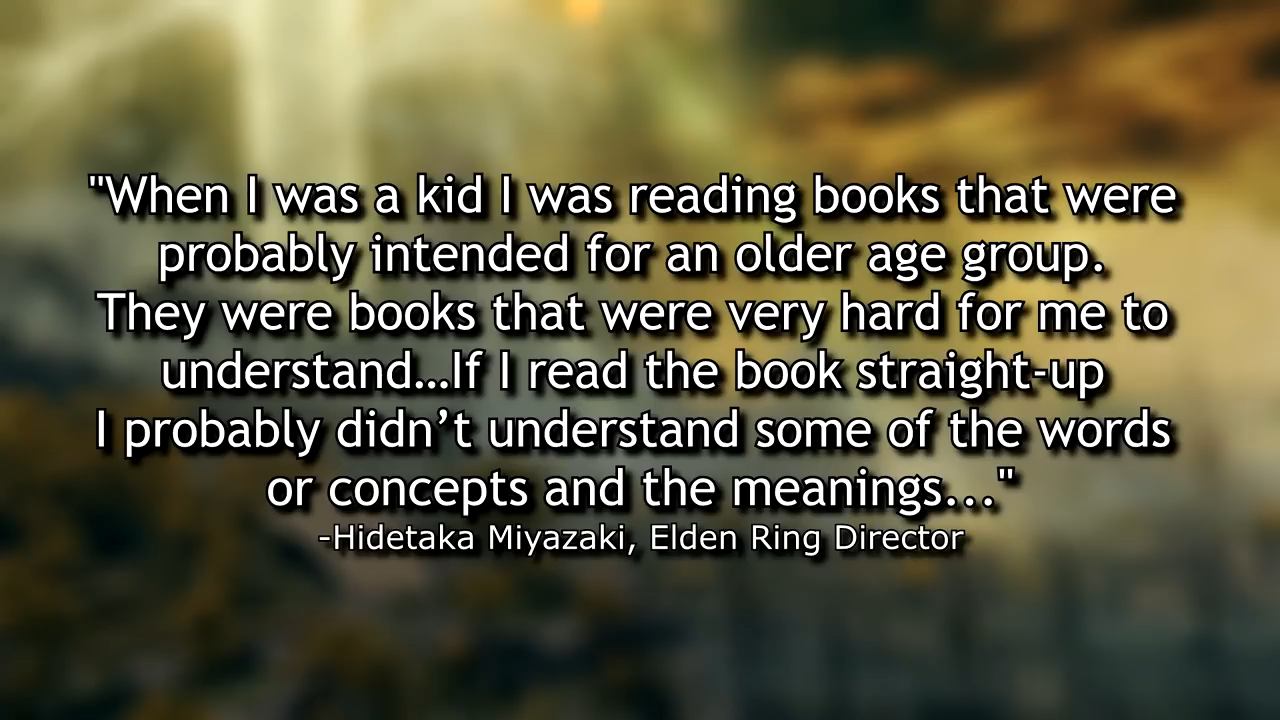 "When I was a kid I was reading books that were
probably intended for an older age group.
They were books that were very hard for me to
understand...If I read the book straight-up
I probably didn’t understand some of the words
or concepts and the meanings..."
-Hidetaka Miyazaki, Elden Ring Director